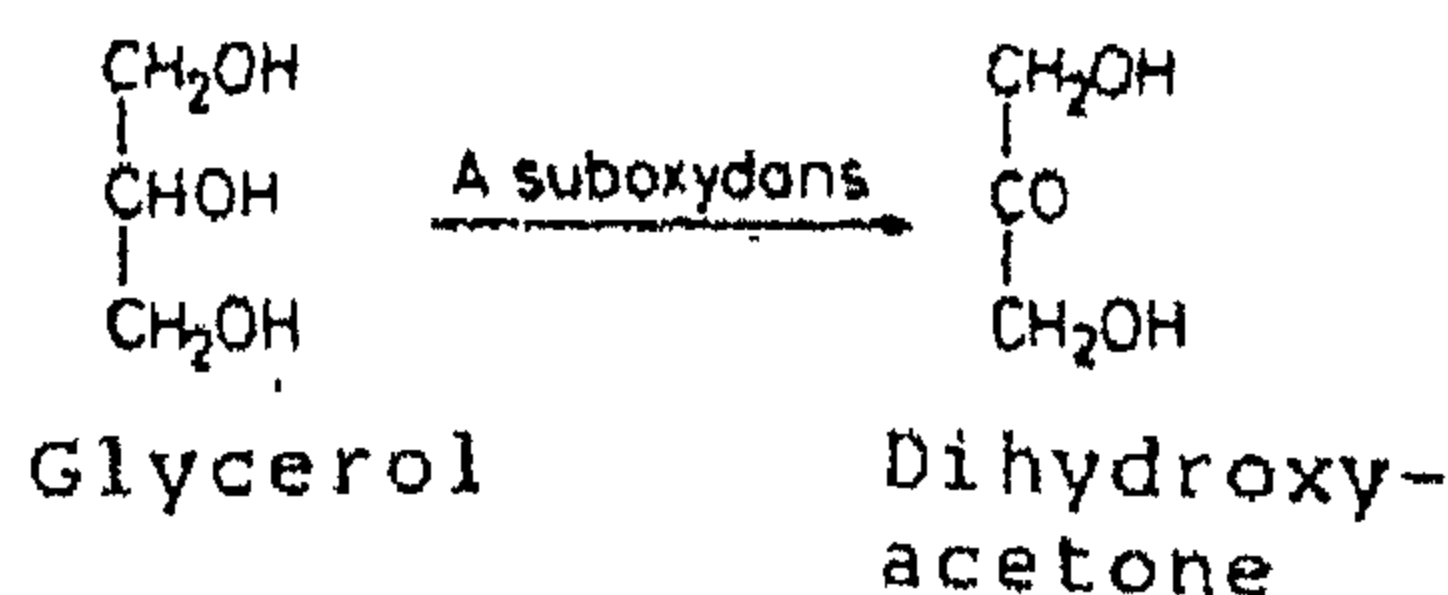 CH₂OH
CHOH
CH₂OH
Glycerol
A suboxydans
CH₂OH
CO
CH₂OH
Dihydroxy-
acetone